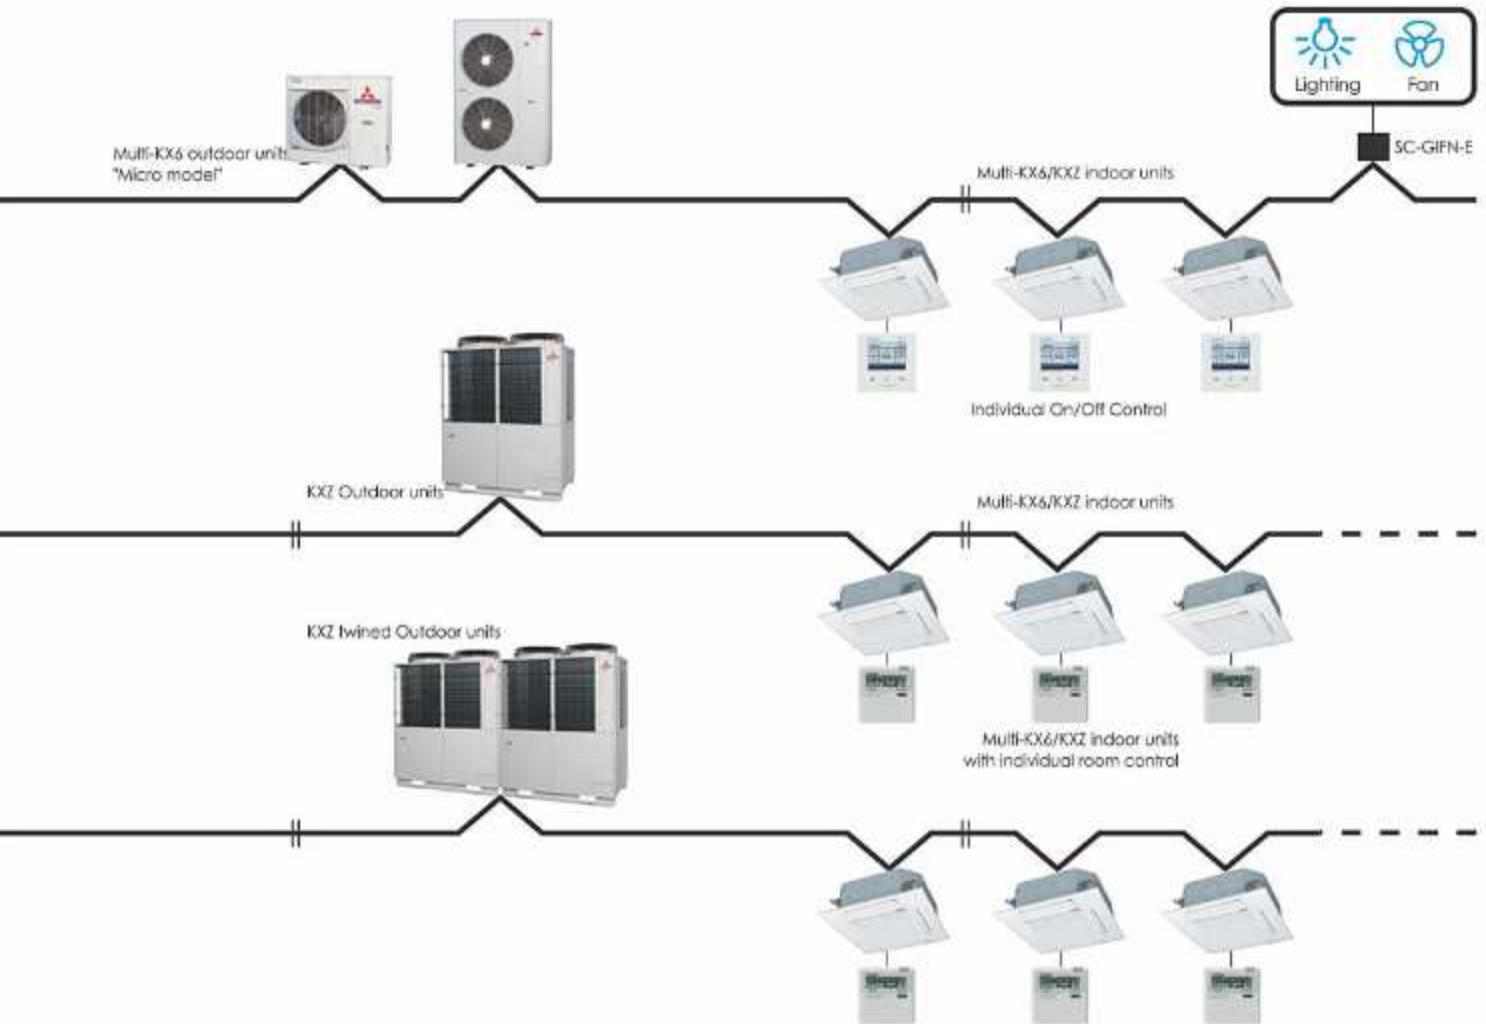 Lighting
Fan
SC-GIFN-E
Multi-KX6 outdoor units
"Micro model"
Multi-KX6/KXZ indoor units
Individual On/Off Control
KXZ Outdoor units
Multi-KX6/KXZ indoor units
KXZ twined Outdoor units
Multi-KX6/KXZ indoor units
with individual room control